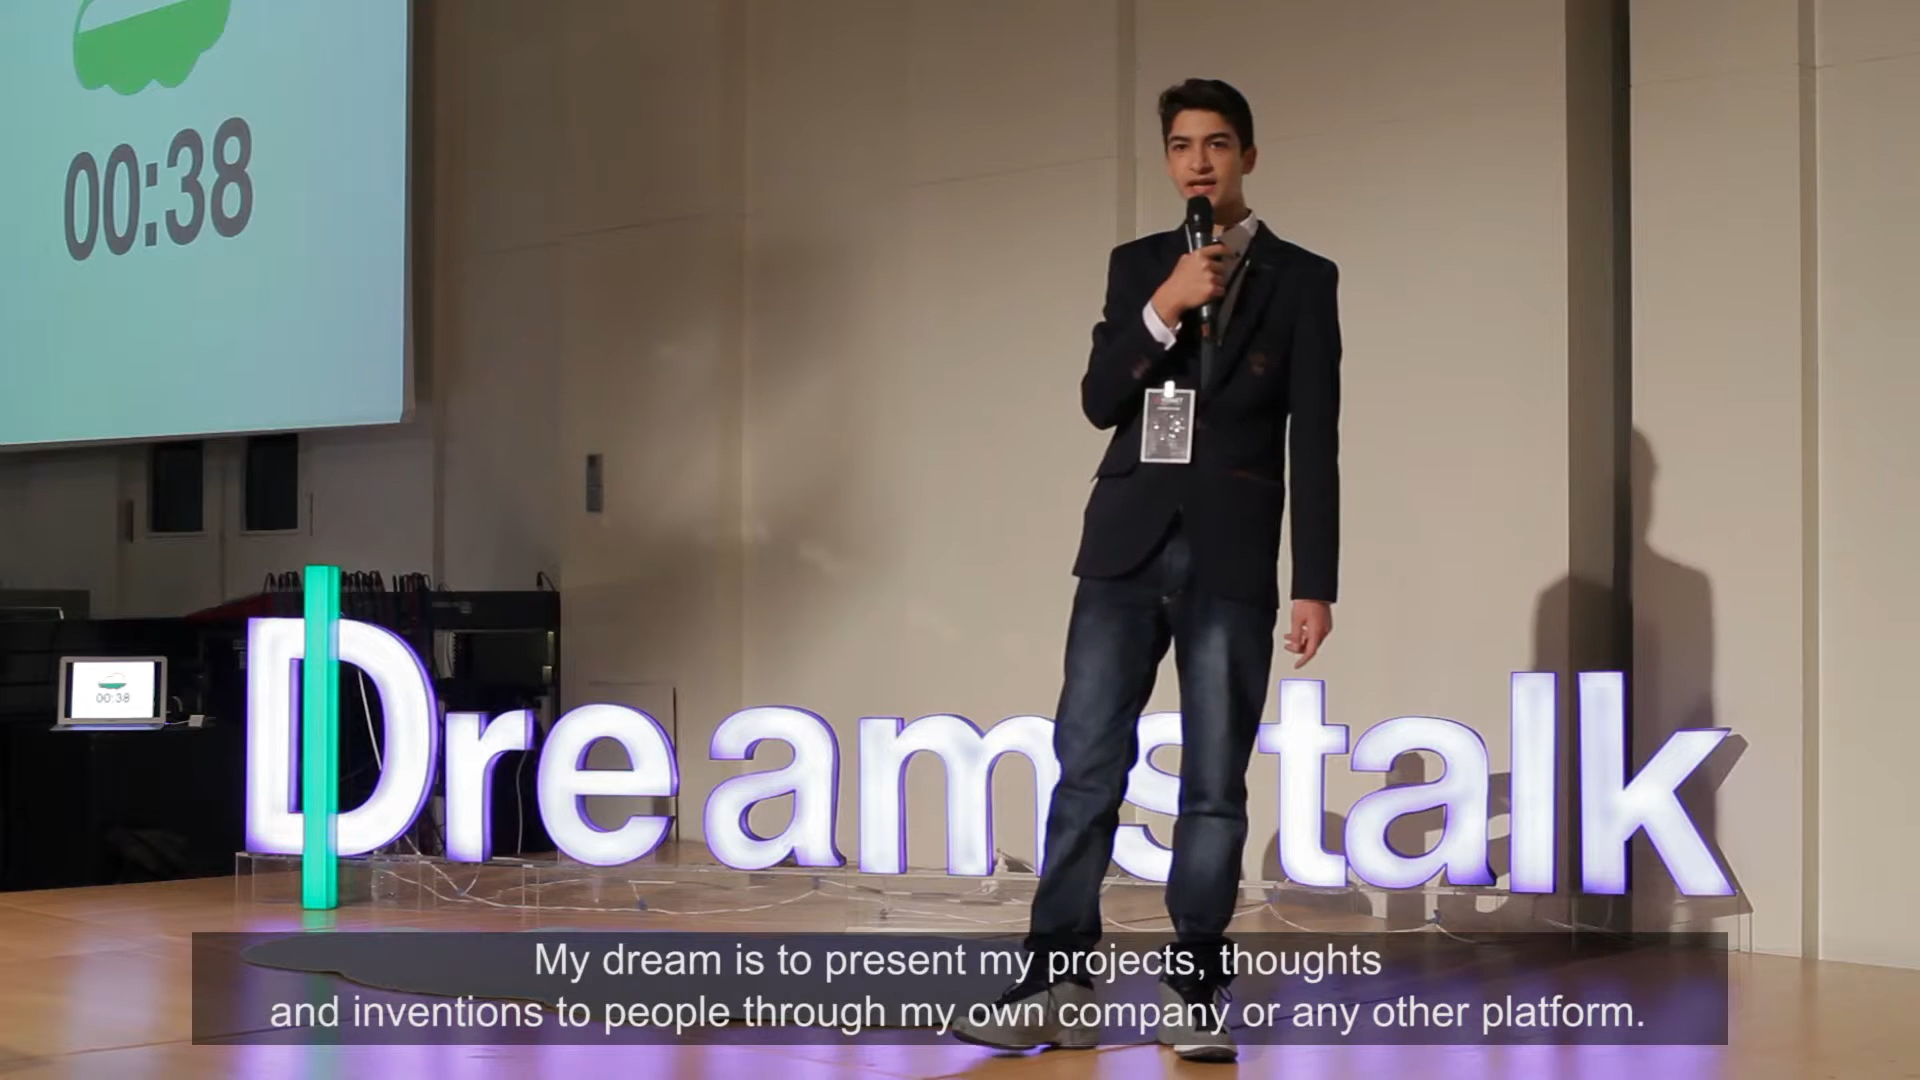 00:38
00:38
Dreamstalk
My dream is to present my projects, thoughts
and inventions to people through my own company or any other platform.